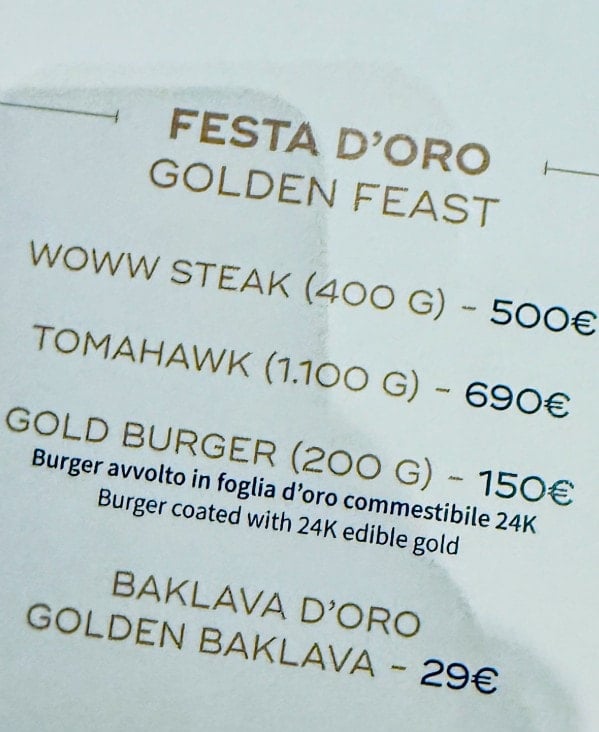 FESTA D'ORO
GOLDEN FEAST
WOWW STEAK (400 G) - 500€
TOMAHAWK (1.100 G) - 690€
GOLD BURGER (200 G) - 150€
Burger avvolto in foglia d'oro commestibile 24K
Burger coated with 24K edible gold
BAKLAVA D'ORO
GOLDEN BAKLAVA - 29€